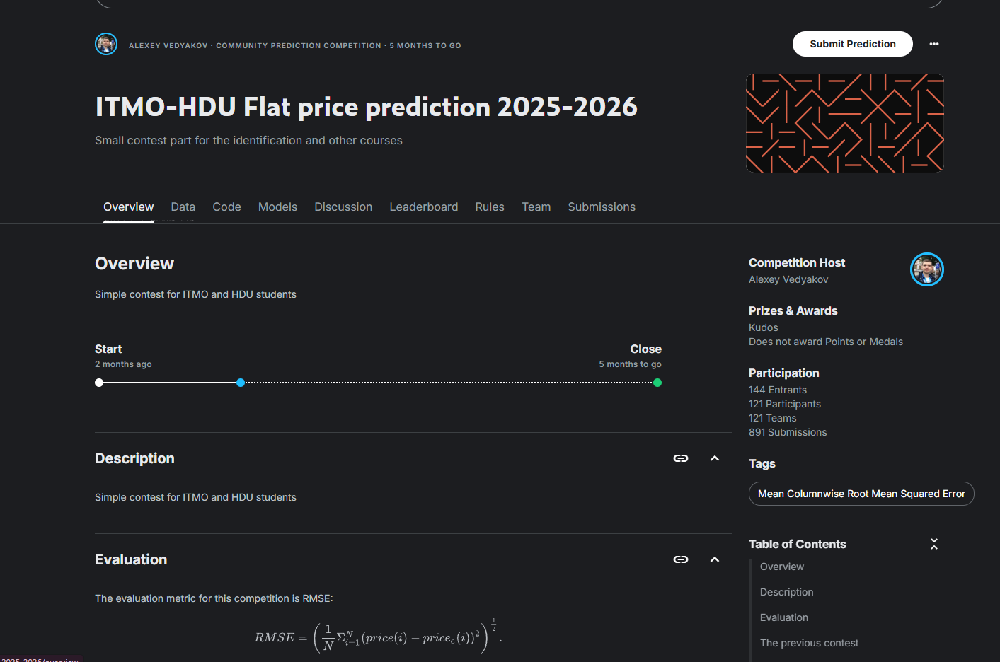 ALEXEY VEDYAKOV · COMMUNITY PREDICTION COMPETITION · 5 MONTHS TO GO
Submit Prediction
ITMO-HDU Flat price prediction 2025-2026
Small contest part for the identification and other courses
Overview Data Code Models Discussion Leaderboard Rules Team Submissions
Overview
Simple contest for ITMO and HDU students
Start
2 months ago
Close
5 months to go
Description
Simple contest for ITMO and HDU students
Evaluation
The evaluation metric for this competition is RMSE:
RMSE = (1/N Σ_{i=1}^{N} (price(i) − price_e(i))^2)^{1/2}.
Competition Host
Alexey Vedyakov
Prizes & Awards
Kudos
Does not award Points or Medals
Participation
144 Entrants
121 Participants
121 Teams
891 Submissions
Tags
Mean Columnwise Root Mean Squared Error
Table of Contents
Overview
Description
Evaluation
The previous contest
2025-2026/overview